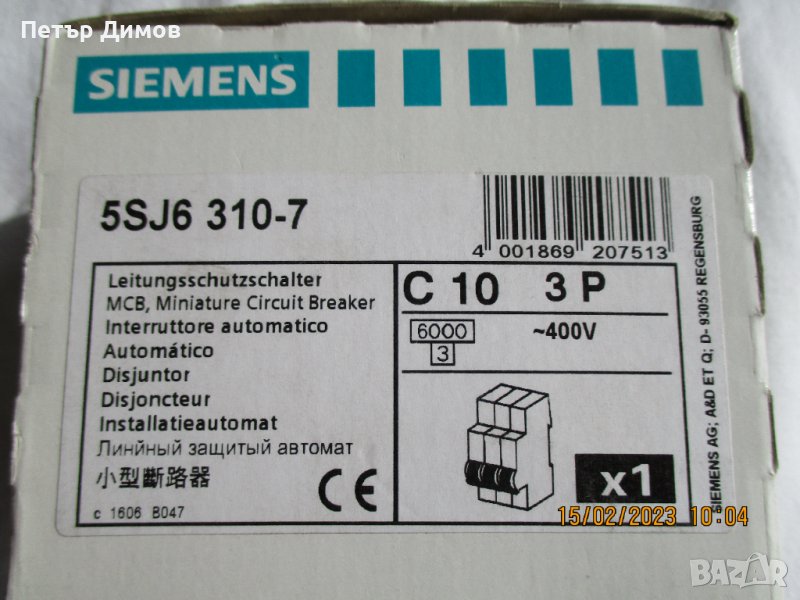 Петър Димов
SIEMENS
5SJ6 310-7
4 001869 207513
Leitungsschutzschalter
MCB, Miniature Circuit Breaker
Interruttore automatico
Automático
Disjuntor
Disjoncteur
Installatieautomat
Линйный защитый автомат
小型斷路器
c 1606 B047
CE
C 10 3 P
6000
3
~400V
x1
SIEMENS AG; A&D ET Q; D- 93055 REGENSBURG
15/02/2023 10:04
BAZAR